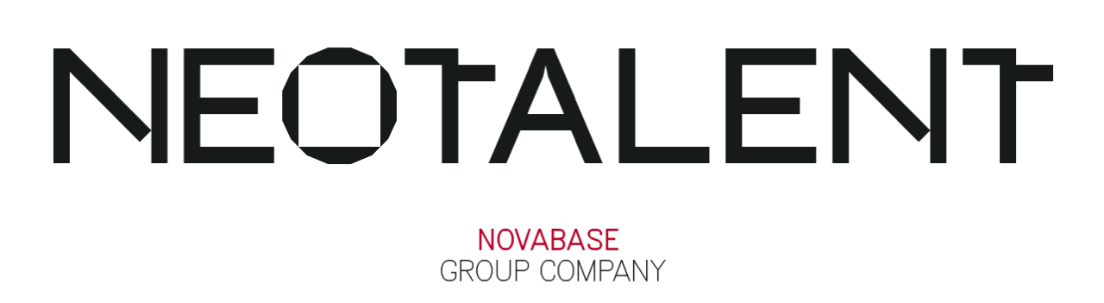 NEOTALENT
NOVABASE
GROUP COMPANY